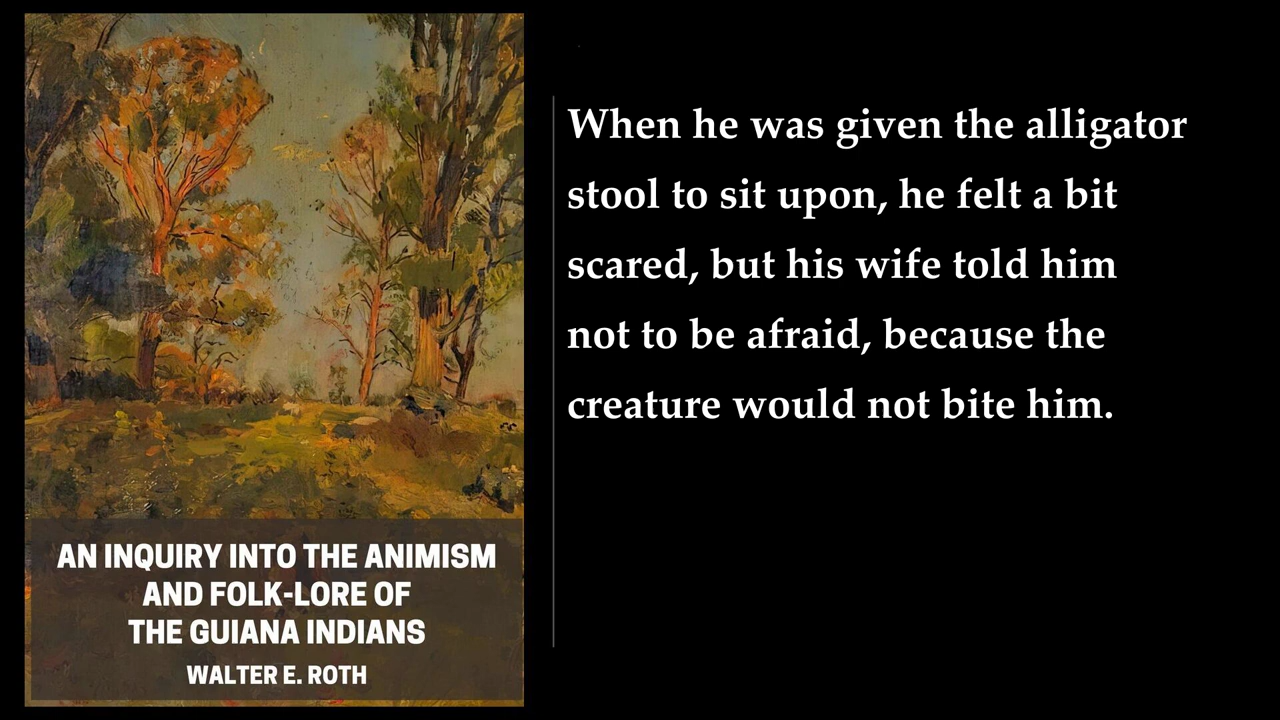 When he was given the alligator
stool to sit upon, he felt a bit
scared, but his wife told him
not to be afraid, because the
creature would not bite him.
AN INQUIRY INTO THE ANIMISM
AND FOLK-LORE OF
THE GUIANA INDIANS
WALTER E. ROTH